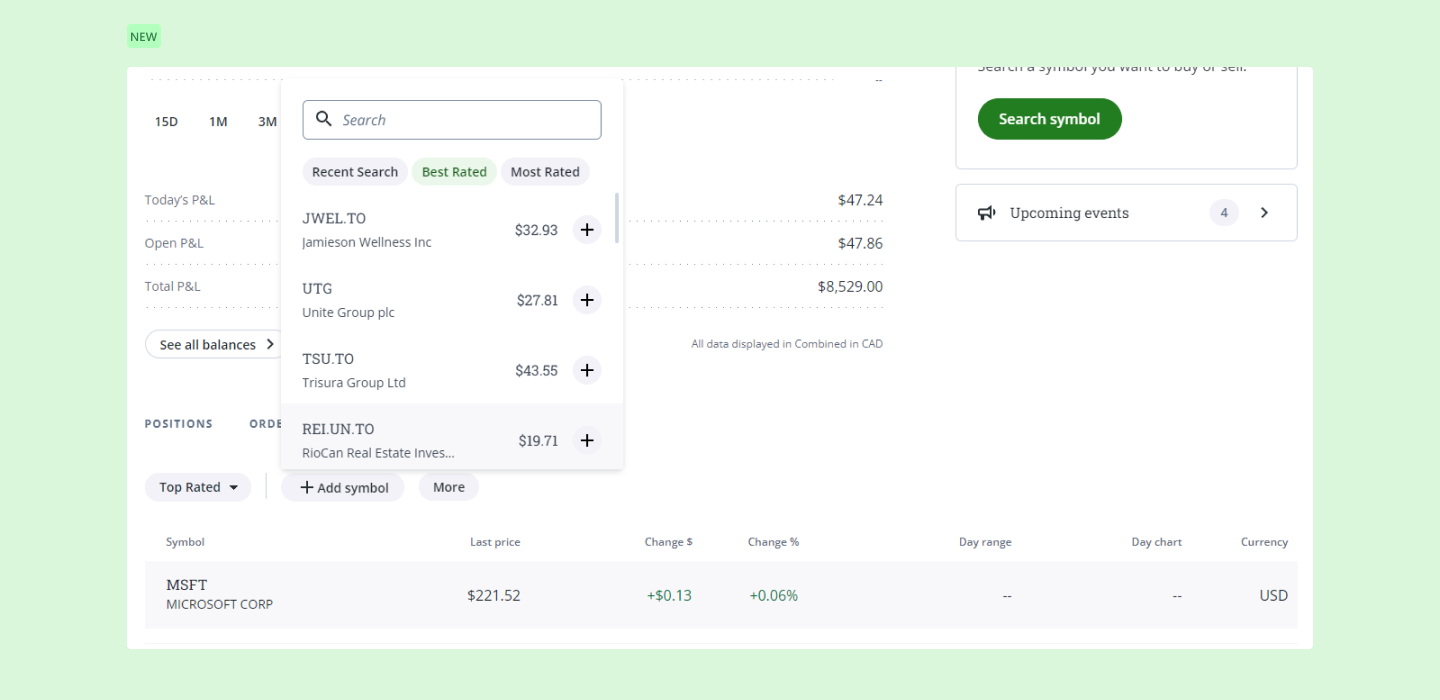 NEW
Search a symbol you want to buy or sell.
--
Search
15D 1M 3M
Search symbol
Recent Search Best Rated Most Rated
Today's P&L $47.24
Upcoming events 4
JWEL.TO
Jamieson Wellness Inc
$32.93
Open P&L $47.86
UTG
Unite Group plc
$27.81
Total P&L $8,529.00
See all balances
All data displayed in Combined in CAD
TSU.TO
Trisura Group Ltd
$43.55
POSITIONS ORDE
REI.UN.TO
RioCan Real Estate Inves...
$19.71
Top Rated + Add symbol More
Symbol Last price Change $ Change % Day range Day chart Currency
MSFT
MICROSOFT CORP
$221.52 +$0.13 +0.06% -- -- USD